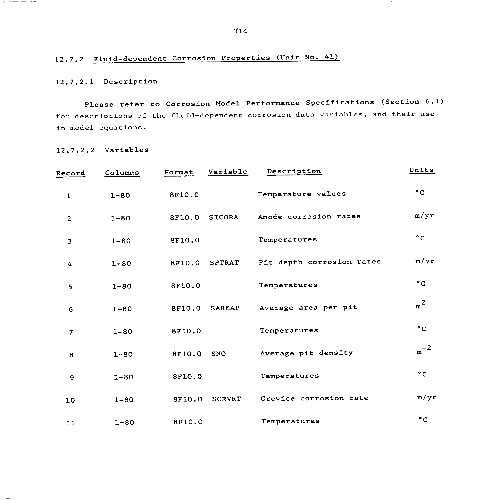 12.7.2 Fluid-dependent Corrosion Properties (Unit No. 41)
12.7.2.1 Description
Please refer to Corrosion Model Performance Specifications (Section 6.1)
for descriptions of the fluid-dependent corrosion data variables, and their use
in model equations.
12.7.2.2 Variables
Record Columns Format Variable Description Units
1 1-80 8F10.0 Temperature values °C
2 1-80 8F10.0 Anode corrosion rates m/yr
3 1-80 8F10.0 Temperatures °C
4 1-80 8F10.0 SPTRAT Pit depth corrosion rates m/yr
5 1-80 8F10.0 Temperatures °C
6 1-80 8F10.0 SAREAP Average area per pit m2
7 1-80 8F10.0 Temperatures °C
8 1-80 8F10.0 SNO Average pit density m-2
9 1-80 8F10.0 Temperatures °C
10 1-80 8F10.0 SCRVRT Crevice corrosion rate m/yr
11 1-80 8F10.0 Temperatures °C